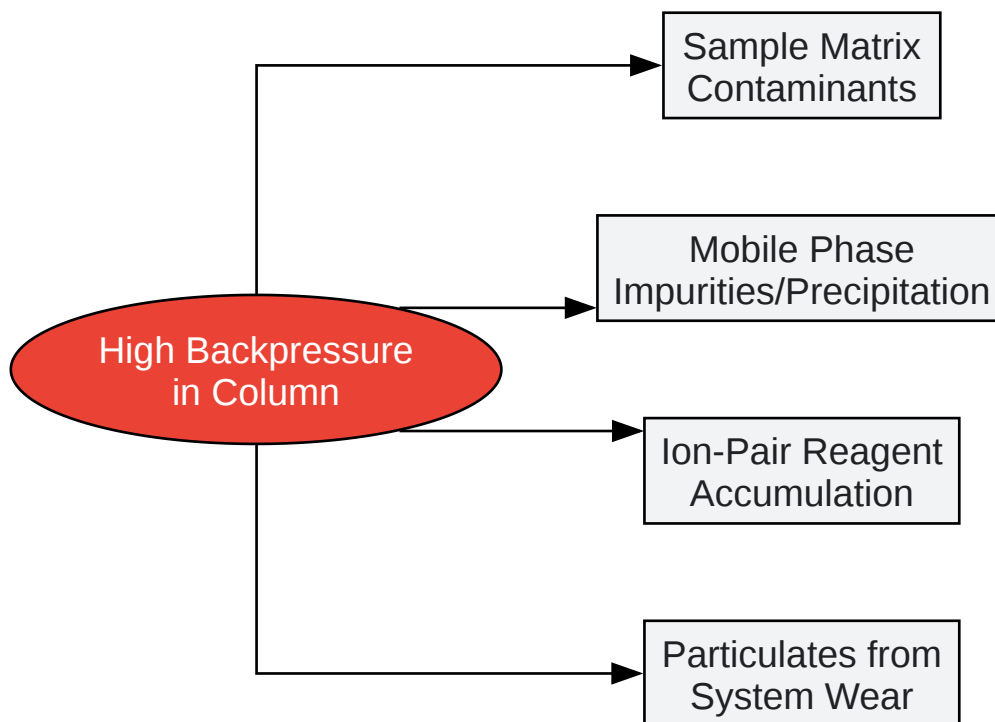 Sample Matrix
Contaminants
Mobile Phase
Impurities/Precipitation
High Backpressure
in Column
Ion-Pair Reagent
Accumulation
Particulates from
System Wear